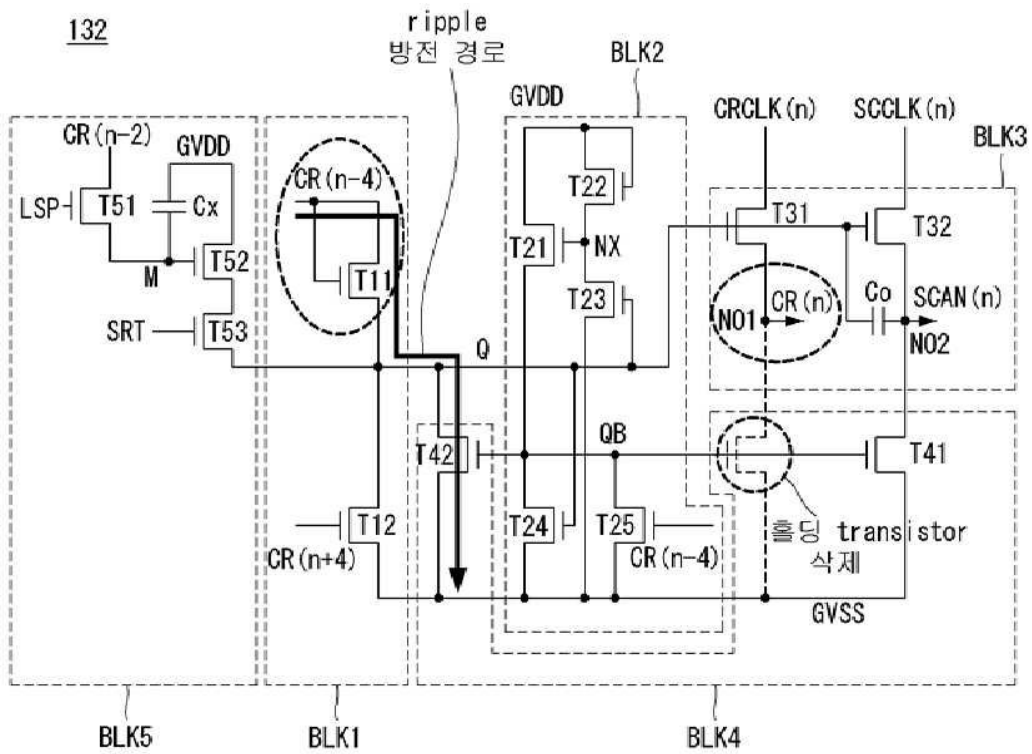 132
ripple
방전 경로
BLK2
GVDD
CRCLK(n)
SCCLK(n)
BLK3
CR(n-2)
GVDD
LSP
T51
Cx
M
T52
SRT
T53
CR(n-4)
T11
Q
T22
T21
NX
T23
T31
T32
NO1
CR(n)
Co
SCAN(n)
NO2
T42
QB
T41
T12
CR(n+4)
T24
T25
CR(n-4)
홀딩 transistor
삭제
GVSS
BLK5
BLK1
BLK4